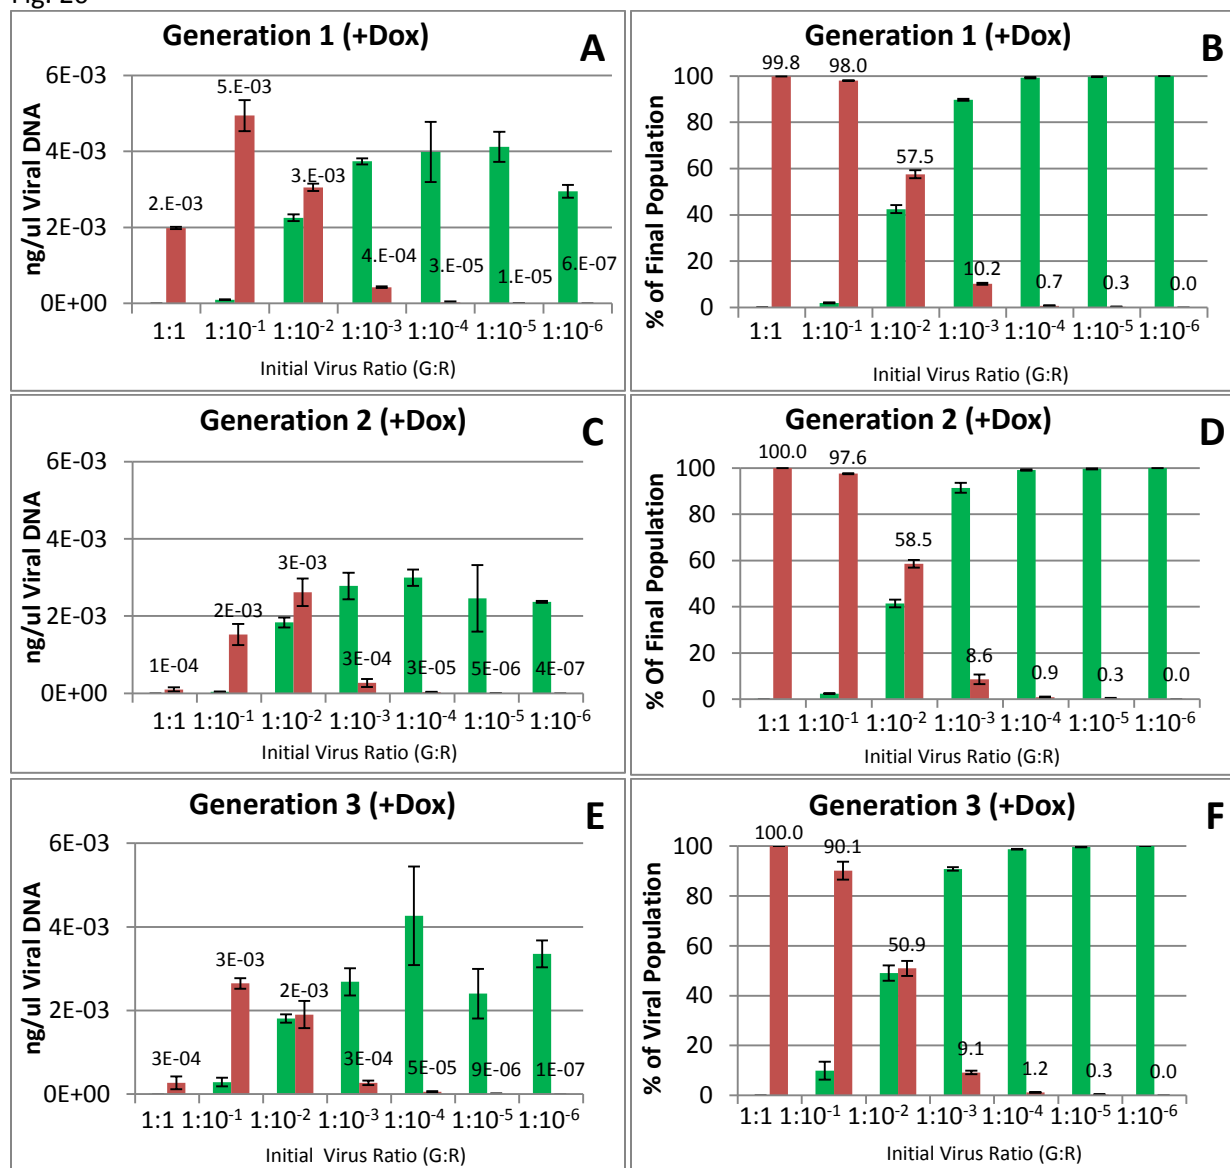 Fig.
Generation 1 (+Dox)
A
ng/ul Viral DNA
6E-03
4E-03
2E-03
0E+00
2.E-03
5.E-03
3.E-03
4.E-04
3.E-05
1.E-05
6.E-07
1:1 1:10⁻¹ 1:10⁻² 1:10⁻³ 1:10⁻⁴ 1:10⁻⁵ 1:10⁻⁶
Initial Virus Ratio (G:R)
Generation 1 (+Dox)
B
% of Final Population
100
80
60
40
20
0
99.8
98.0
57.5
10.2
0.7
0.3
0.0
1:1 1:10⁻¹ 1:10⁻² 1:10⁻³ 1:10⁻⁴ 1:10⁻⁵ 1:10⁻⁶
Initial Virus Ratio (G:R)
Generation 2 (+Dox)
C
ng/ul Viral DNA
6E-03
4E-03
2E-03
0E+00
1E-04
2E-03
3E-03
3E-04
3E-05
5E-06
4E-07
1:1 1:10⁻¹ 1:10⁻² 1:10⁻³ 1:10⁻⁴ 1:10⁻⁵ 1:10⁻⁶
Initial Virus Ratio (G:R)
Generation 2 (+Dox)
D
% Of Final Population
100
80
60
40
20
0
100.0
97.6
58.5
8.6
0.9
0.3
0.0
1:1 1:10⁻¹ 1:10⁻² 1:10⁻³ 1:10⁻⁴ 1:10⁻⁵ 1:10⁻⁶
Initial Virus Ratio (G:R)
Generation 3 (+Dox)
E
ng/ul Viral DNA
6E-03
4E-03
2E-03
0E+00
3E-04
3E-03
2E-03
3E-04
5E-05
9E-06
1E-07
1:1 1:10⁻¹ 1:10⁻² 1:10⁻³ 1:10⁻⁴ 1:10⁻⁵ 1:10⁻⁶
Initial Virus Ratio (G:R)
Generation 3 (+Dox)
F
% of Viral Population
100
80
60
40
20
0
100.0
90.1
50.9
9.1
1.2
0.3
0.0
1:1 1:10⁻¹ 1:10⁻² 1:10⁻³ 1:10⁻⁴ 1:10⁻⁵ 1:10⁻⁶
Initial Virus Ratio (G:R)